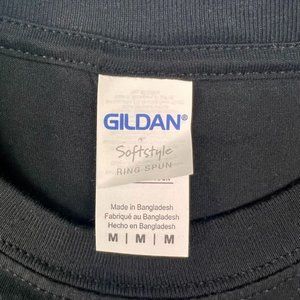 GILDAN®
Softstyle
RING SPUN
Made in Bangladesh
Fabriqué au Bangladesh
Hecho en Bangladesh
M | M | M